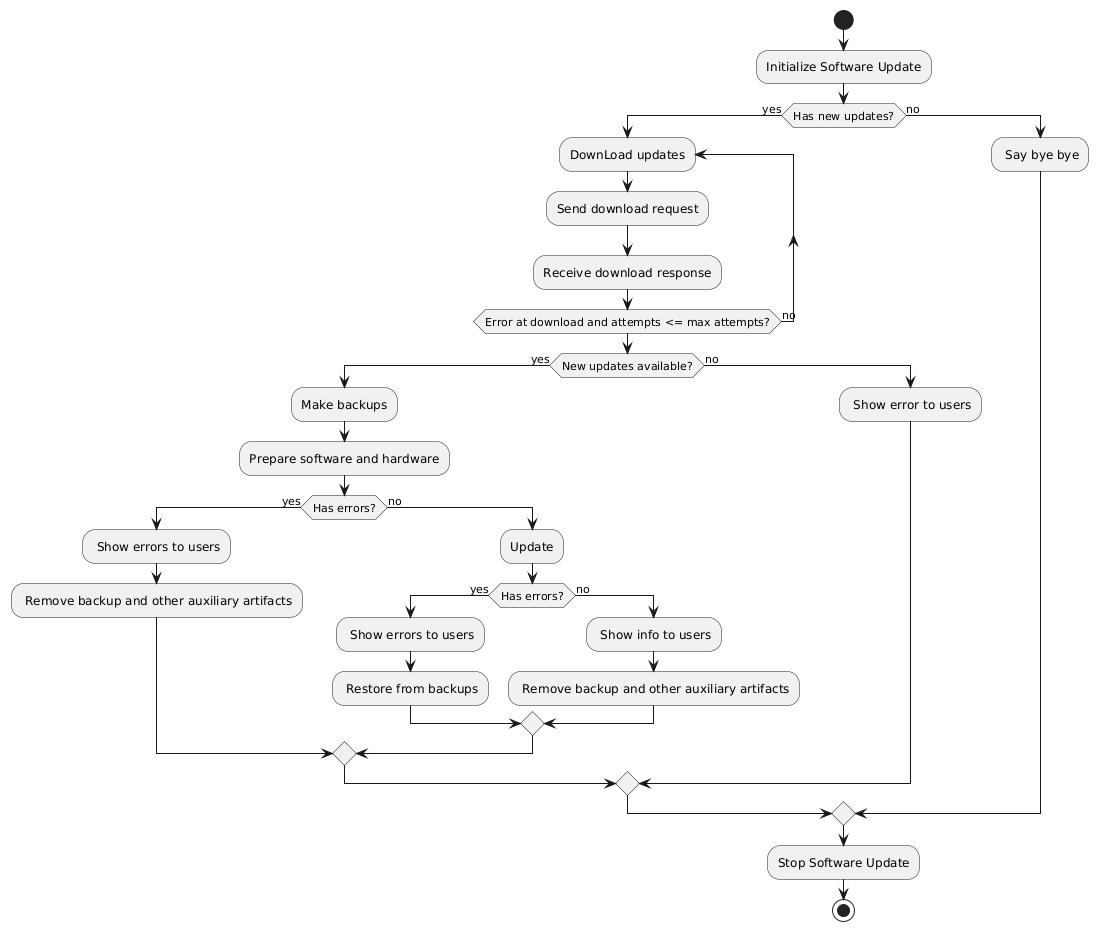 Initialize Software Update
yes
Has new updates?
no
DownLoad updates
Say bye bye
Send download request
Receive download response
Error at download and attempts <= max attempts?
no
yes
New updates available?
no
Make backups
Show error to users
Prepare software and hardware
yes
Has errors?
no
Show errors to users
Update
Remove backup and other auxiliary artifacts
yes
Has errors?
no
Show errors to users
Show info to users
Restore from backups
Remove backup and other auxiliary artifacts
Stop Software Update